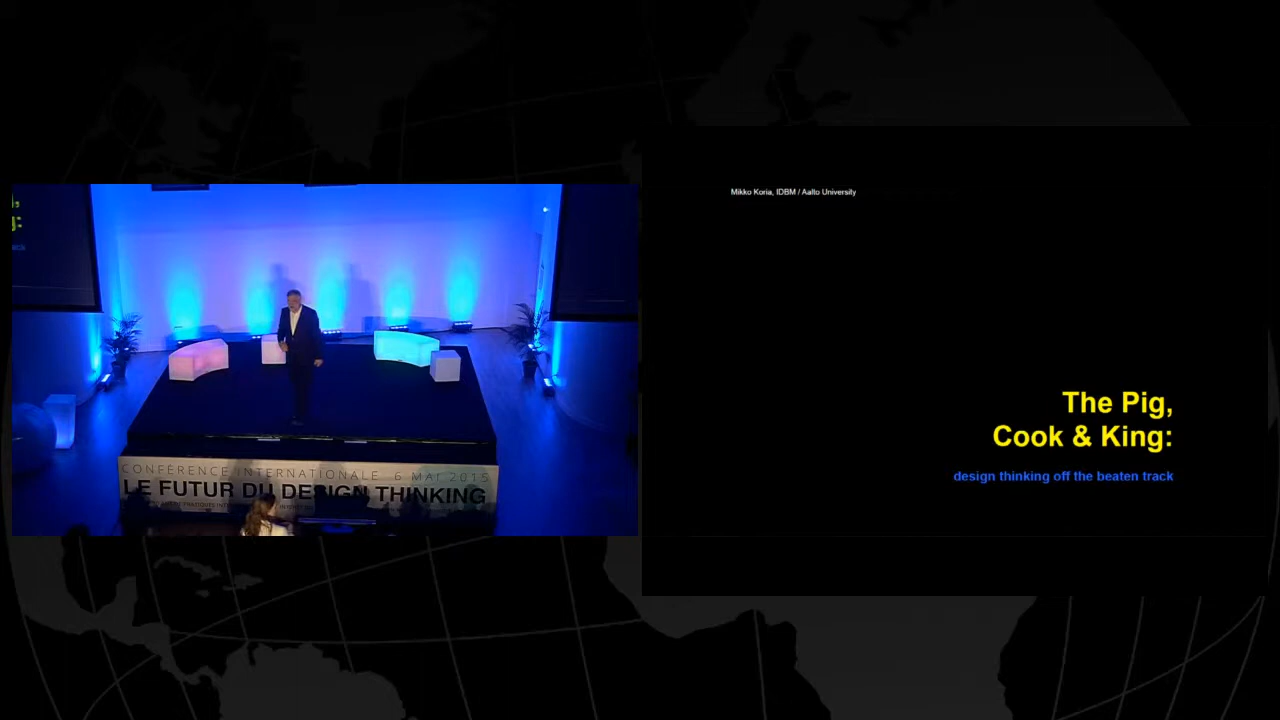 Mikko Koria, IDBM / Aalto University
The Pig,
Cook & King:
design thinking off the beaten track
CONFÉRENCE INTERNATIONALE 6 MAI 2015
LE FUTUR DU DESIGN THINKING